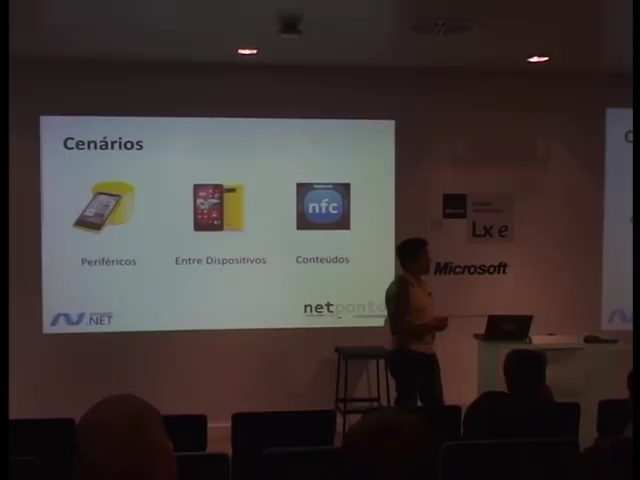 Cenários
nfc
Periféricos
Entre Dispositivos
Conteúdos
.NET
netponto
Lx e
Microsoft
C